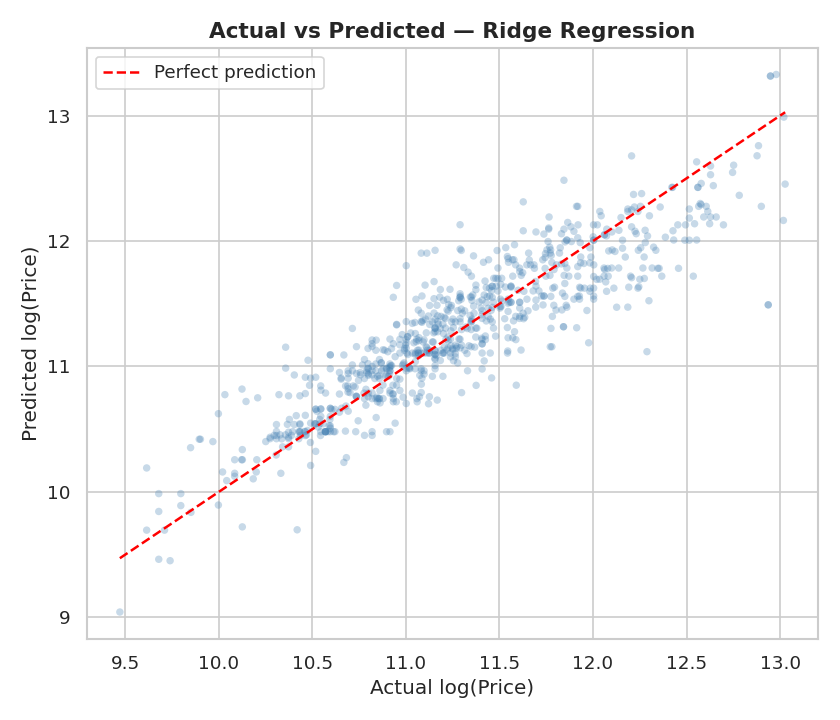 Actual vs Predicted — Ridge Regression
Perfect prediction
Predicted log(Price)
13
12
11
10
9
9.5 10.0 10.5 11.0 11.5 12.0 12.5 13.0
Actual log(Price)